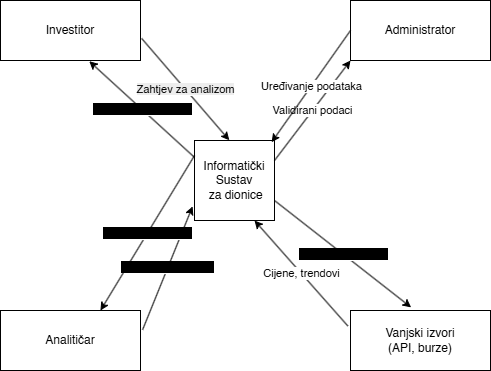 Investitor
Administrator
Zahtjev za analizom
Uređivanje podataka
Validirani podaci
Informatički
Sustav
za dionice
Cijene, trendovi
Analitičar
Vanjski izvori
(API, burze)